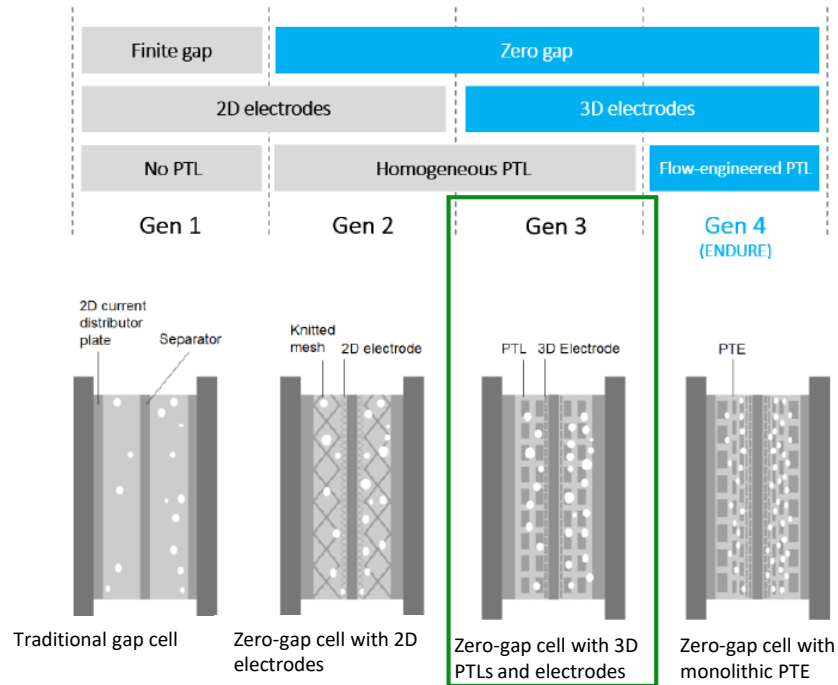 Finite gap
Zero gap
2D electrodes
3D electrodes
No PTL
Homogeneous PTL
Flow-engineered PTL
Gen 1
Gen 2
Gen 3
Gen 4
(ENDURE)
2D current
distributor
plate
Separator
Knitted
mesh
2D electrode
PTL
3D Electrode
PTE
Traditional gap cell
Zero-gap cell with 2D
electrodes
Zero-gap cell with 3D
PTLs and electrodes
Zero-gap cell with
monolithic PTE